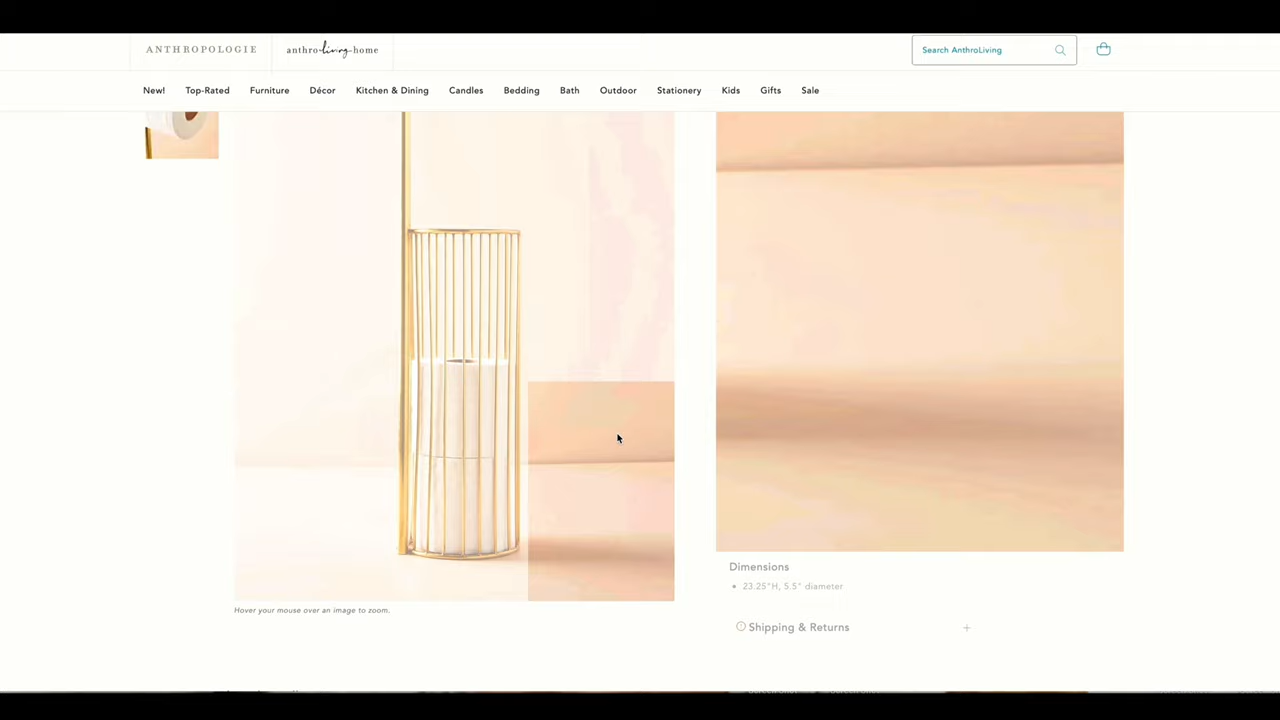 ANTHROPOLOGIE
anthro living home
Search AnthroLiving
New! Top-Rated Furniture Décor Kitchen & Dining Candles Bedding Bath Outdoor Stationery Kids Gifts Sale
Hover your mouse over an image to zoom.
Dimensions
• 23.25"H, 5.5" diameter
Shipping & Returns +